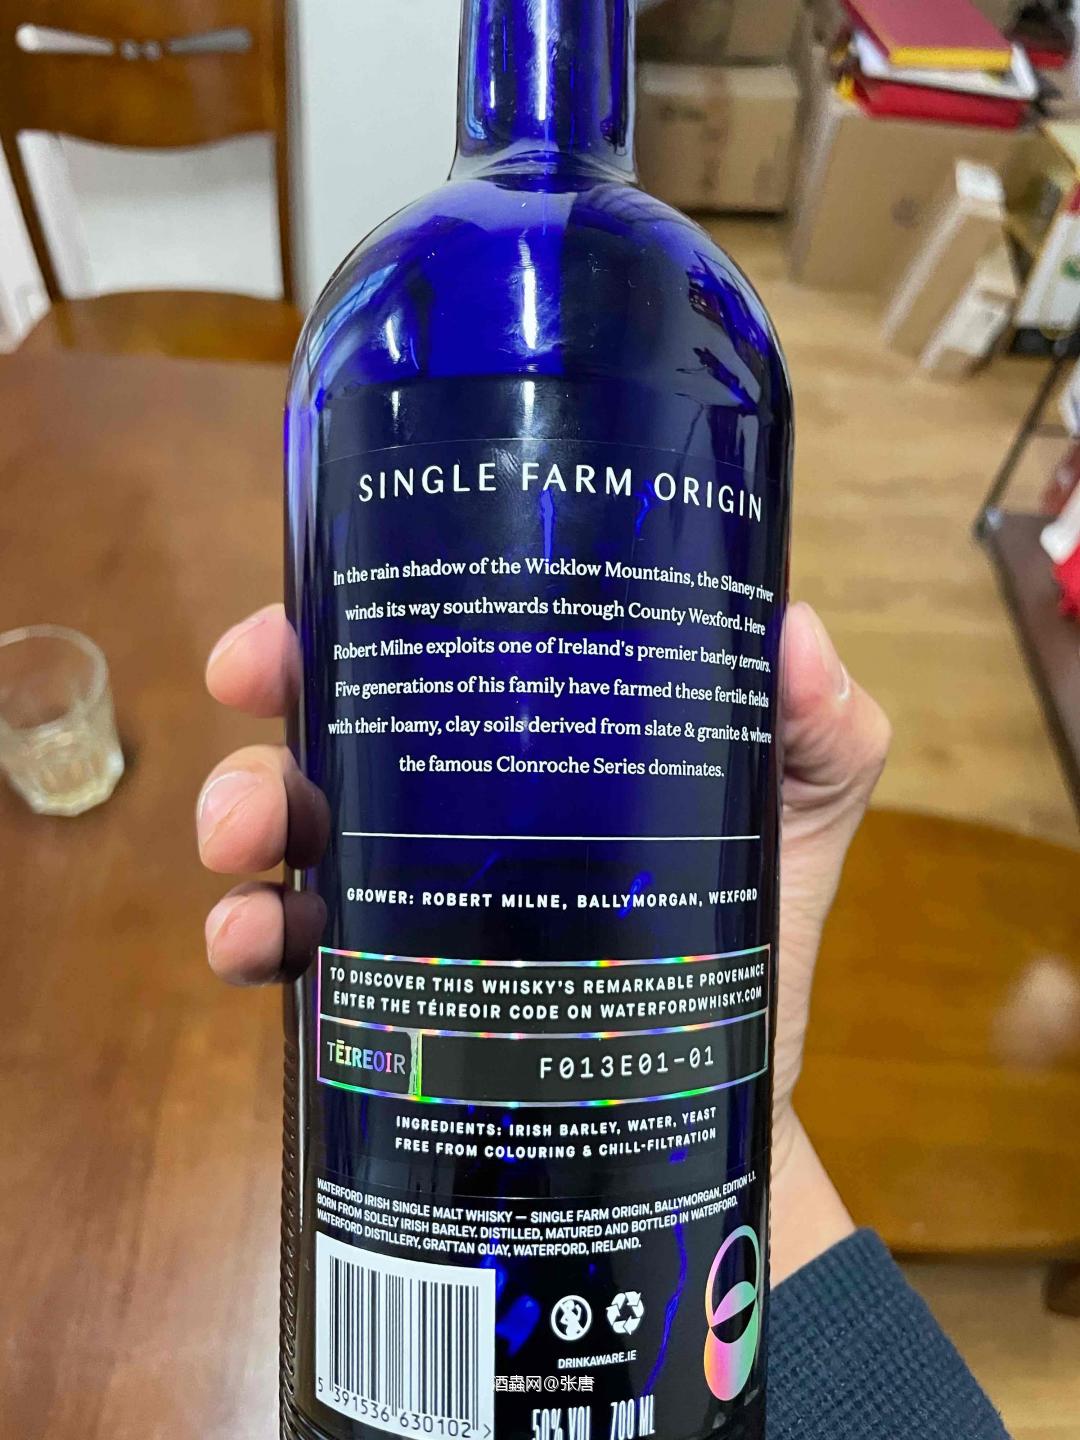 SINGLE FARM ORIGIN
In the rain shadow of the Wicklow Mountains, the Slaney river
winds its way southwards through County Wexford. Here
Robert Milne exploits one of Ireland's premier barley terroirs.
Five generations of his family have farmed these fertile fields
with their loamy, clay soils derived from slate & granite & where
the famous Clonroche Series dominates.
GROWER: ROBERT MILNE, BALLYMORGAN, WEXFORD
TO DISCOVER THIS WHISKY'S REMARKABLE PROVENANCE
ENTER THE TÉIREOIR CODE ON WATERFORDWHISKY.COM
TĒIREOIR F013E01-01
INGREDIENTS: IRISH BARLEY, WATER, YEAST
FREE FROM COLOURING & CHILL-FILTRATION
WATERFORD IRISH SINGLE MALT WHISKY — SINGLE FARM ORIGIN, BALLYMORGAN, EDITION 1.1.
BORN FROM SOLELY IRISH BARLEY. DISTILLED, MATURED AND BOTTLED IN WATERFORD.
WATERFORD DISTILLERY, GRATTAN QUAY, WATERFORD, IRELAND.
DRINKAWARE.IE
酒蟲网@张唐
5 391536 630102 >
50% VOL 700 ML